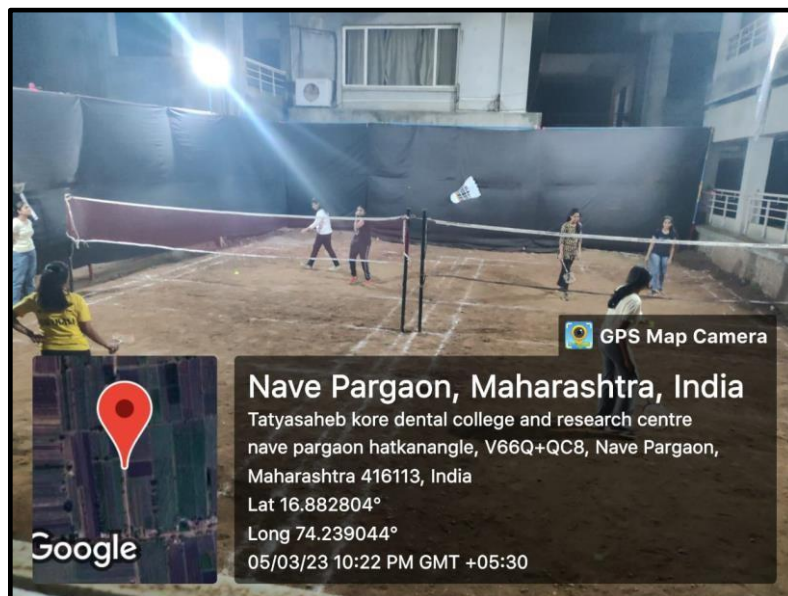 GPS Map Camera
Nave Pargaon, Maharashtra, India
Tatyasaheb kore dental college and research centre
nave pargaon hatkanangle, V66Q+QC8, Nave Pargaon,
Maharashtra 416113, India
Lat 16.882804°
Long 74.239044°
05/03/23 10:22 PM GMT +05:30
Google